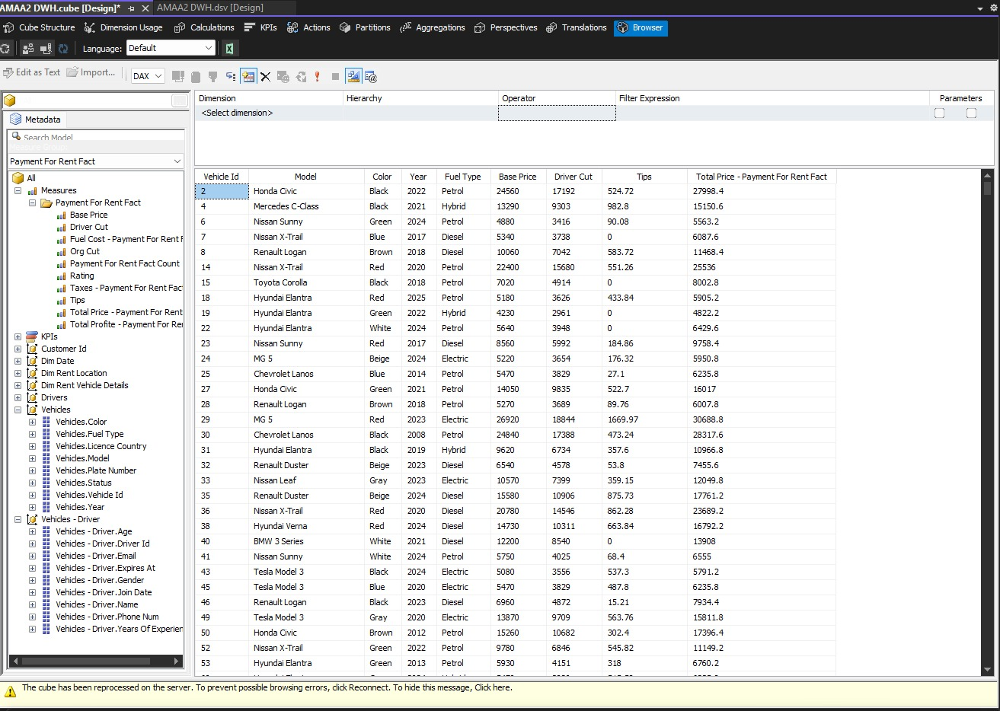 AMAA2 DWH.cube [Design]* AMAA2 DWH.dsv [Design]
Cube Structure Dimension Usage Calculations KPIs Actions Partitions Aggregations Perspectives Translations Browser
Language: Default
Edit as Text Import... DAX
Metadata
Search Model
Payment For Rent Fact
All
Measures
Payment For Rent Fact
Base Price
Driver Cut
Fuel Cost - Payment For Rent F
Org Cut
Payment For Rent Fact Count
Rating
Taxes - Payment For Rent Fac
Tips
Total Price - Payment For Rent
Total Profite - Payment For Re
KPIs
Customer Id
Dim Date
Dim Rent Location
Dim Rent Vehicle Details
Drivers
Vehicles
Vehicles.Color
Vehicles.Fuel Type
Vehicles.Licence Country
Vehicles.Model
Vehicles.Plate Number
Vehicles.Status
Vehicles.Vehicle Id
Vehicles.Year
Vehicles - Driver
Vehicles - Driver.Age
Vehicles - Driver.Driver Id
Vehicles - Driver.Email
Vehicles - Driver.Expires At
Vehicles - Driver.Gender
Vehicles - Driver.Join Date
Vehicles - Driver.Name
Vehicles - Driver.Phone Num
Vehicles - Driver.Years Of Experien
Dimension Hierarchy Operator Filter Expression Parameters
<Select dimension>
Vehicle Id Model Color Year Fuel Type Base Price Driver Cut Tips Total Price - Payment For Rent Fact
2 Honda Civic Black 2022 Petrol 24560 17192 524.72 27998.4
4 Mercedes C-Class Black 2021 Hybrid 13290 9303 982.8 15150.6
6 Nissan Sunny Green 2024 Petrol 4880 3416 90.08 5563.2
7 Nissan X-Trail Blue 2017 Diesel 5340 3738 0 6087.6
8 Renault Logan Brown 2018 Diesel 10060 7042 583.72 11468.4
14 Nissan X-Trail Red 2020 Petrol 22400 15680 551.26 25536
15 Toyota Corolla Black 2018 Petrol 7020 4914 0 8002.8
18 Hyundai Elantra Red 2025 Petrol 5180 3626 433.84 5905.2
19 Hyundai Elantra Green 2022 Hybrid 4230 2961 0 4822.2
22 Hyundai Elantra White 2024 Petrol 5640 3948 0 6429.6
23 Nissan Sunny Red 2017 Diesel 8560 5992 184.86 9758.4
24 MG 5 Beige 2024 Electric 5220 3654 176.32 5950.8
25 Chevrolet Lanos Blue 2014 Petrol 5470 3829 27.1 6235.8
27 Honda Civic Green 2021 Petrol 14050 9835 522.7 16017
28 Renault Logan Brown 2018 Petrol 5270 3689 89.76 6007.8
29 MG 5 Red 2023 Electric 26920 18844 1669.97 30688.8
30 Chevrolet Lanos Black 2008 Petrol 24840 17388 473.24 28317.6
31 Hyundai Elantra Black 2019 Hybrid 9620 6734 357.6 10966.8
32 Renault Duster Beige 2023 Diesel 6540 4578 53.8 7455.6
33 Nissan Leaf Gray 2023 Electric 10570 7399 359.15 12049.8
35 Renault Duster Beige 2024 Diesel 15580 10906 875.73 17761.2
36 Nissan X-Trail Red 2020 Diesel 20780 14546 862.28 23689.2
38 Hyundai Verna Red 2024 Diesel 14730 10311 663.84 16792.2
40 BMW 3 Series White 2021 Diesel 12200 8540 0 13908
41 Nissan Sunny White 2024 Petrol 5750 4025 68.4 6555
43 Tesla Model 3 Black 2024 Electric 5080 3556 537.3 5791.2
45 Tesla Model 3 Blue 2020 Electric 5470 3829 487.8 6235.8
46 Renault Logan Black 2023 Diesel 6960 4872 15.21 7934.4
49 Tesla Model 3 Gray 2020 Electric 13870 9709 563.76 15811.8
50 Honda Civic Brown 2012 Petrol 15260 10682 302.4 17396.4
52 Nissan X-Trail Green 2022 Petrol 9780 6846 545.82 11149.2
53 Hyundai Elantra Green 2013 Petrol 5930 4151 318 6760.2
The cube has been reprocessed on the server. To prevent possible browsing errors, click Reconnect. To hide this message, Click here.